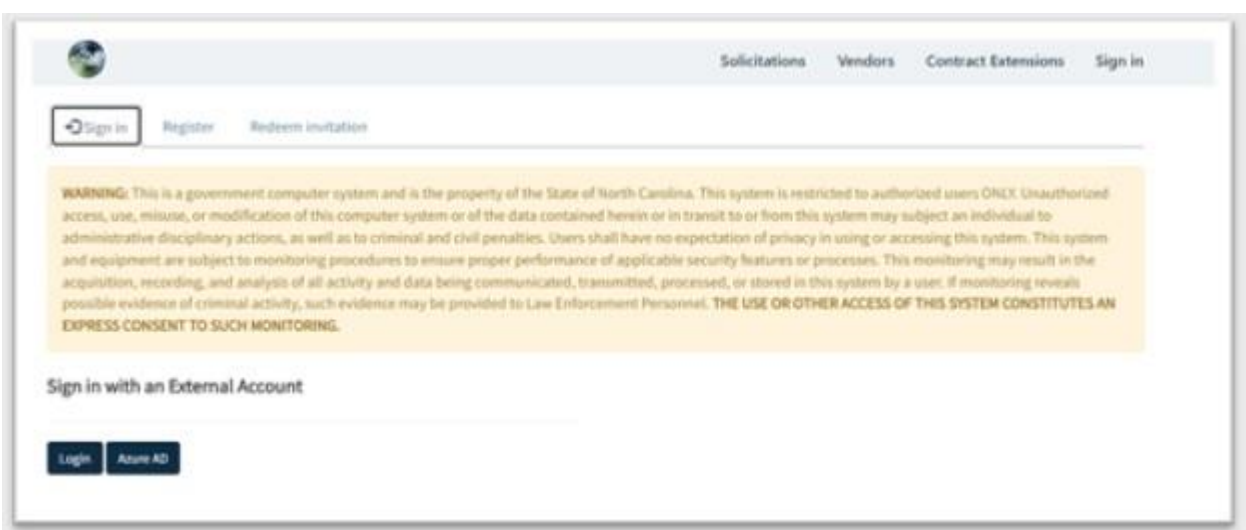 Solicitations Vendors Contract Extensions Sign in
Sign in Register Redeem invitation
WARNING: This is a government computer system and is the property of the State of North Carolina. This system is restricted to authorized users ONLY. Unauthorized
access, use, misuse, or modification of this computer system or of the data contained herein or in transit to or from this system may subject an individual to
administrative disciplinary actions, as well as to criminal and civil penalties. Users shall have no expectation of privacy in using or accessing this system. This system
and equipment are subject to monitoring procedures to ensure proper performance of applicable security features or processes. This monitoring may result in the
acquisition, recording, and analysis of all activity and data being communicated, transmitted, processed, or stored in this system by a user. If monitoring reveals
possible evidence of criminal activity, such evidence may be provided to Law Enforcement Personnel. THE USE OR OTHER ACCESS OF THIS SYSTEM CONSTITUTES AN
EXPRESS CONSENT TO SUCH MONITORING.
Sign in with an External Account
Login Azure AD